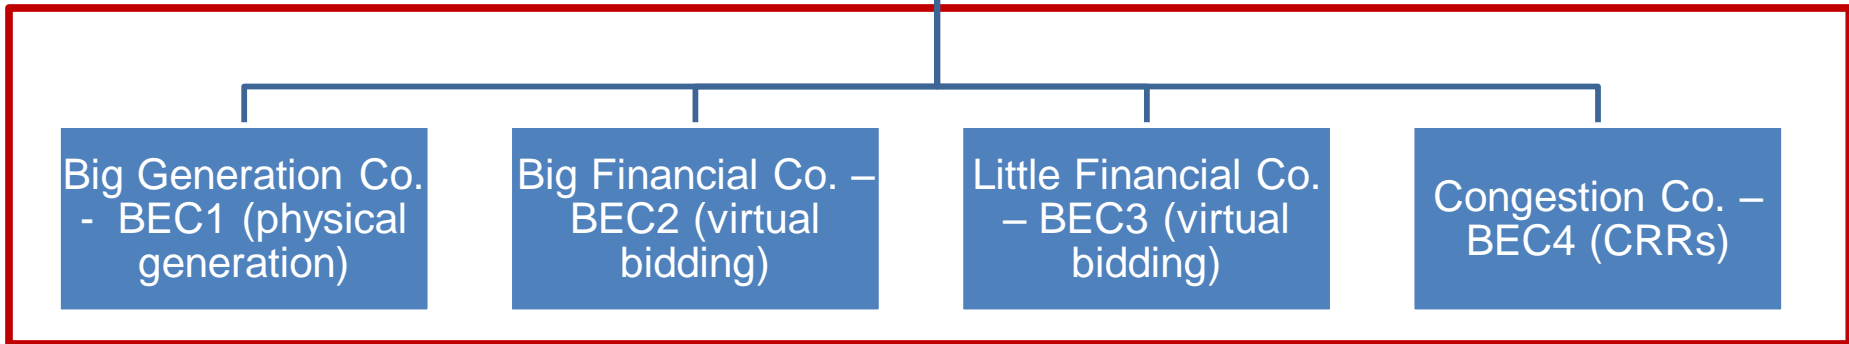 Big Generation Co.
- BEC1 (physical
generation)
Big Financial Co. –
BEC2 (virtual
bidding)
Little Financial Co.
– BEC3 (virtual
bidding)
Congestion Co. –
BEC4 (CRRs)